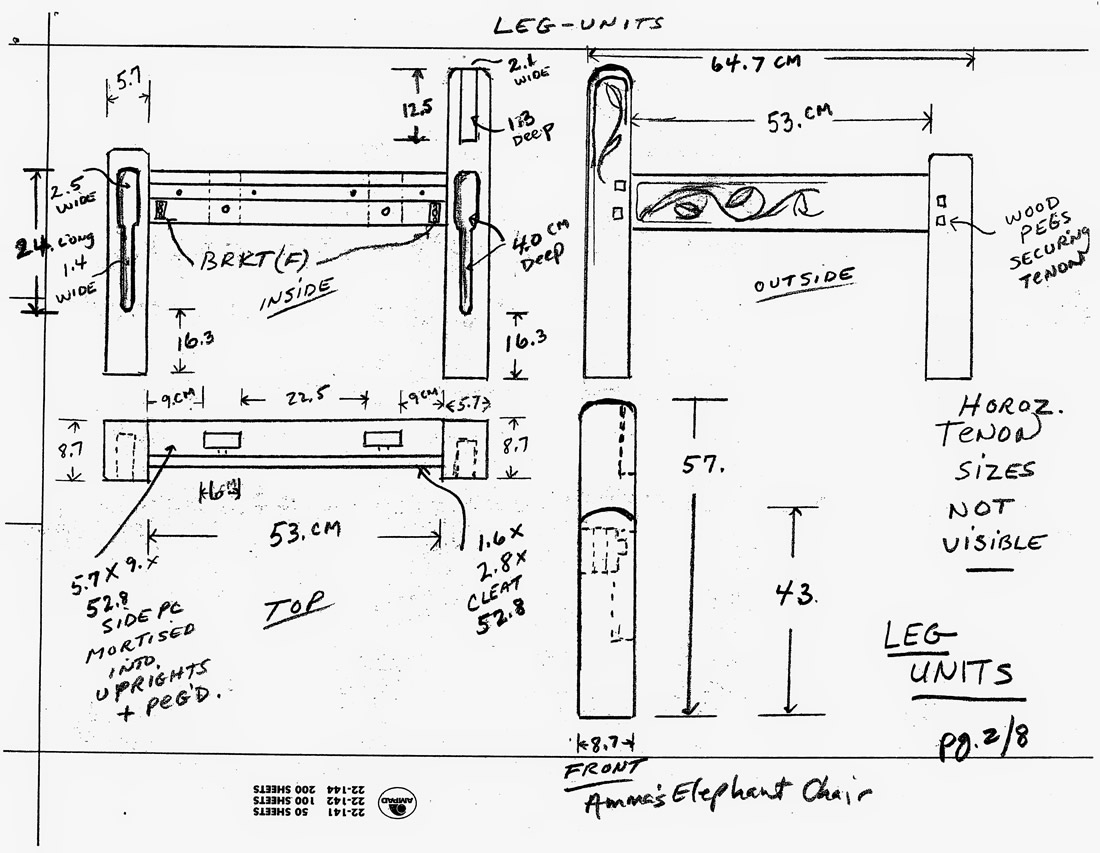 LEG-UNITS
64.7 CM
5.7
2.1
WIDE
12.5
DEEP
53. CM
2.5
WIDE
24. LONG
1.4
WIDE
4.0 CM
DEEP
BRKT (F)
INSIDE
WOOD
PEGS
SECURING
TENON
OUTSIDE
16.3
16.3
9 CM
22.5
9 CM
5.7
8.7
8.7
53. CM
5.7 X 9. X
52.8
SIDE PC
MORTISED
INTO
UPRIGHTS
+ PEG'D.
TOP
1.6 X
2.8 X
CLEAT
52.8
57.
43.
8.7
FRONT
HOROZ.
TENON
SIZES
NOT
VISIBLE
LEG
UNITS
pg. 2/8
Amma's Elephant Chair
22-141 50 SHEETS
22-142 100 SHEETS
22-144 200 SHEETS
AMPAD